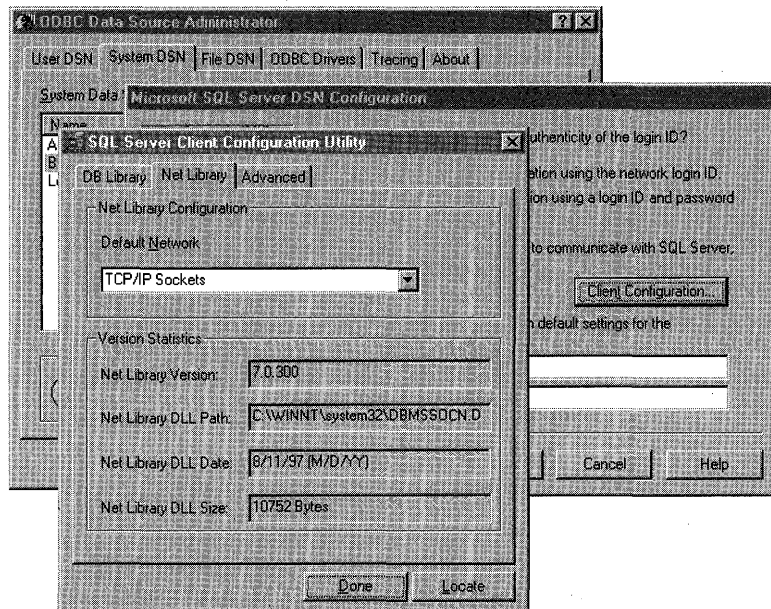 ODBC Data Source Administrator
User DSN System DSN File DSN ODBC Drivers Tracing About
System Data
Microsoft SQL Server DSN Configuration
Name
A
B
uthenticity of the login ID?
SQL Server Client Configuration Utility
ation using the network login ID.
ion using a login ID and password
DB Library Net Library Advanced
Net Library Configuration
Default Network
to communicate with SQL Server,
TCP/IP Sockets
Client Configuration...
default settings for the
Version Statistics
Net Library Version: 7.0.300
Net Library DLL Path: C:\WINNT\system32\DBMSSOCN.D
Net Library DLL Date: 8/11/97 (M/D/YY)
Cancel Help
Net Library DLL Size: 10752 Bytes
Done Locate